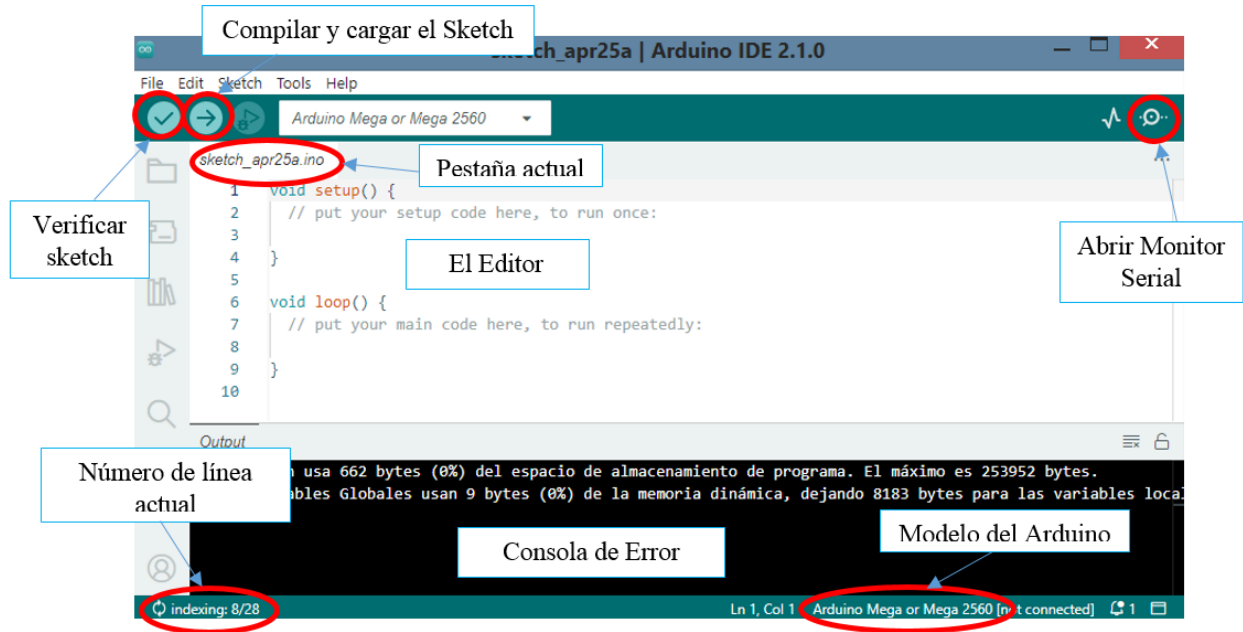 Compilar y cargar el Sketch
sketch_apr25a | Arduino IDE 2.1.0
File Edit Sketch Tools Help
Arduino Mega or Mega 2560
sketch_apr25a.ino
Pestaña actual
1 void setup() {
2 // put your setup code here, to run once:
3
4 }
5
6 void loop() {
7 // put your main code here, to run repeatedly:
8
9 }
10
Verificar
sketch
El Editor
Abrir Monitor
Serial
Output
Número de línea
actual
usa 662 bytes (0%) del espacio de almacenamiento de programa. El máximo es 253952 bytes.
Globales usan 9 bytes (0%) de la memoria dinámica, dejando 8183 bytes para las variables
Consola de Error
Modelo del Arduino
indexing: 8/28
Ln 1, Col 1 Arduino Mega or Mega 2560 [not connected] 1